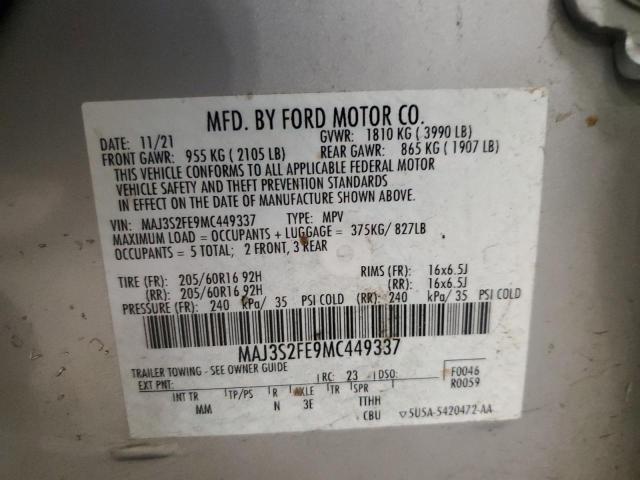 MFD. BY FORD MOTOR CO.
DATE: 11/21 GVWR: 1810 KG ( 3990 LB)
FRONT GAWR: 955 KG ( 2105 LB) REAR GAWR: 865 KG ( 1907 LB)
THIS VEHICLE CONFORMS TO ALL APPLICABLE FEDERAL MOTOR
VEHICLE SAFETY AND THEFT PREVENTION STANDARDS
IN EFFECT ON THE DATE OF MANUFACTURE SHOWN ABOVE.
VIN: MAJ3S2FE9MC449337 TYPE: MPV
MAXIMUM LOAD = OCCUPANTS + LUGGAGE = 375KG/ 827LB
OCCUPANTS = 5 TOTAL; 2 FRONT, 3 REAR
TIRE (FR): 205/60R16 92H RIMS (FR): 16x6.5J
(RR): 205/60R16 92H (RR): 16x6.5J
PRESSURE (FR): 240 kPa/ 35 PSI COLD (RR): 240 kPa/ 35 PSI COLD
MAJ3S2FE9MC449337
TRAILER TOWING - SEE OWNER GUIDE
EXT PNT: RC: 23 DSO: F0046
R0059
INT TR TP/PS R AXLE TR SPR
MM N 3E TTHH
CBU 5U5A-5420472-AA